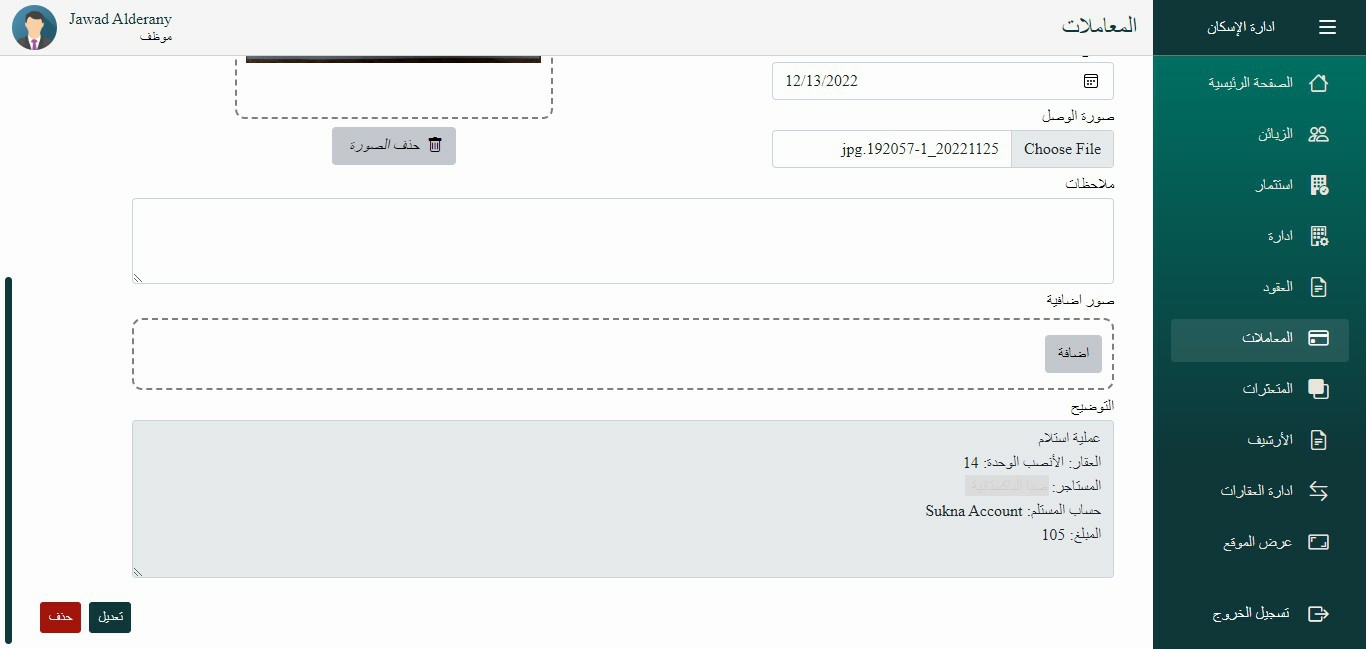 ادارة الإسكان
الصفحة الرئيسية
الزبائن
استثمار
ادارة
العقود
المعاملات
المتعثرات
الأرشيف
ادارة العقارات
عرض الموقع
تسجيل الخروج
المعاملات
Jawad Alderany
موظف
12/13/2022
صورة الوصل
Choose File
jpg.192057-1_20221125
حذف الصورة
ملاحظات
صور اضافية
اضافة
التوضيح
عملية استلام
العقار: الأنصب الوحدة: 14
المستاجر:
حساب المستلم: Sukna Account
المبلغ: 105
تعديل
حذف